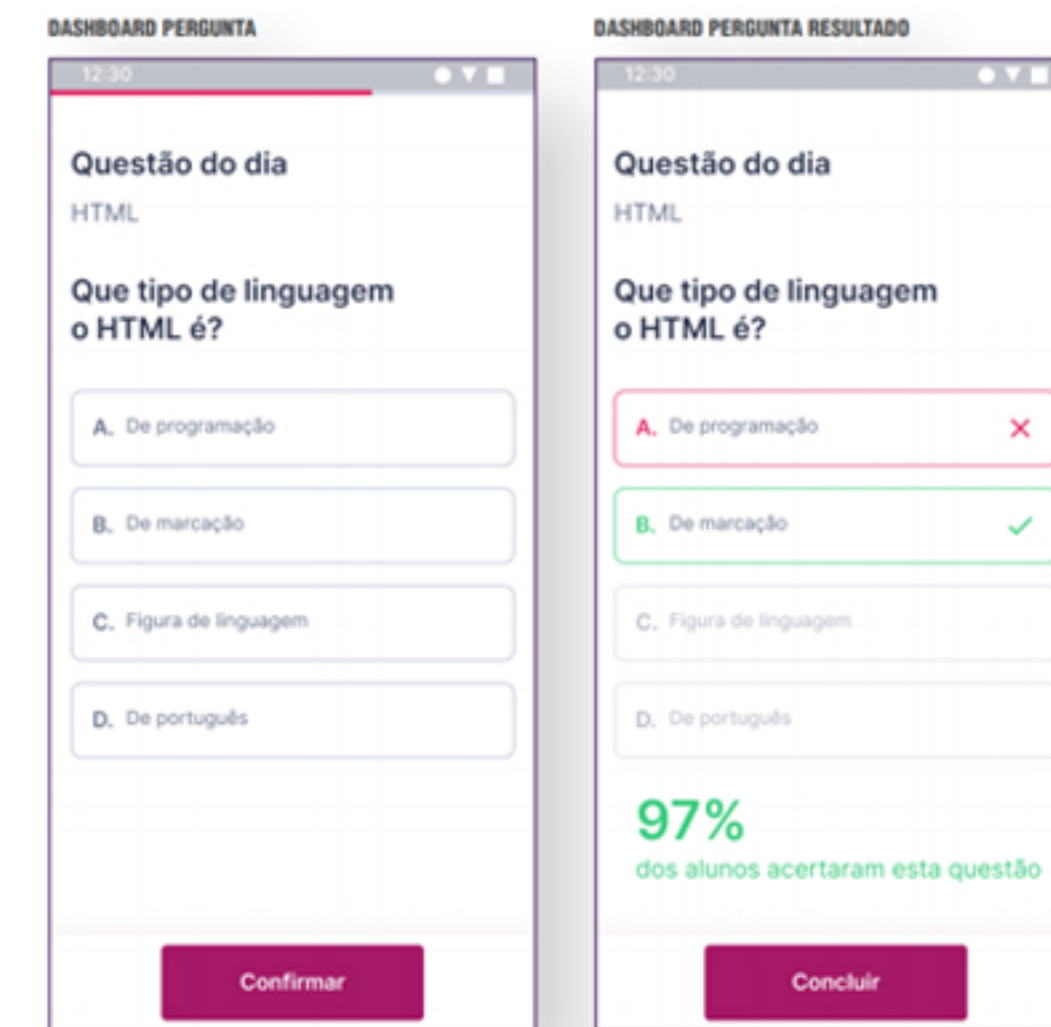 DASHBOARD PERGUNTA
12:30
Questão do dia
HTML
Que tipo de linguagem
o HTML é?
A. De programação
B. De marcação
C. Figura de linguagem
D. De português
Confirmar
DASHBOARD PERGUNTA RESULTADO
12:30
Questão do dia
HTML
Que tipo de linguagem
o HTML é?
A. De programação
B. De marcação
C. Figura de linguagem
D. De português
97%
dos alunos acertaram esta questão
Concluir